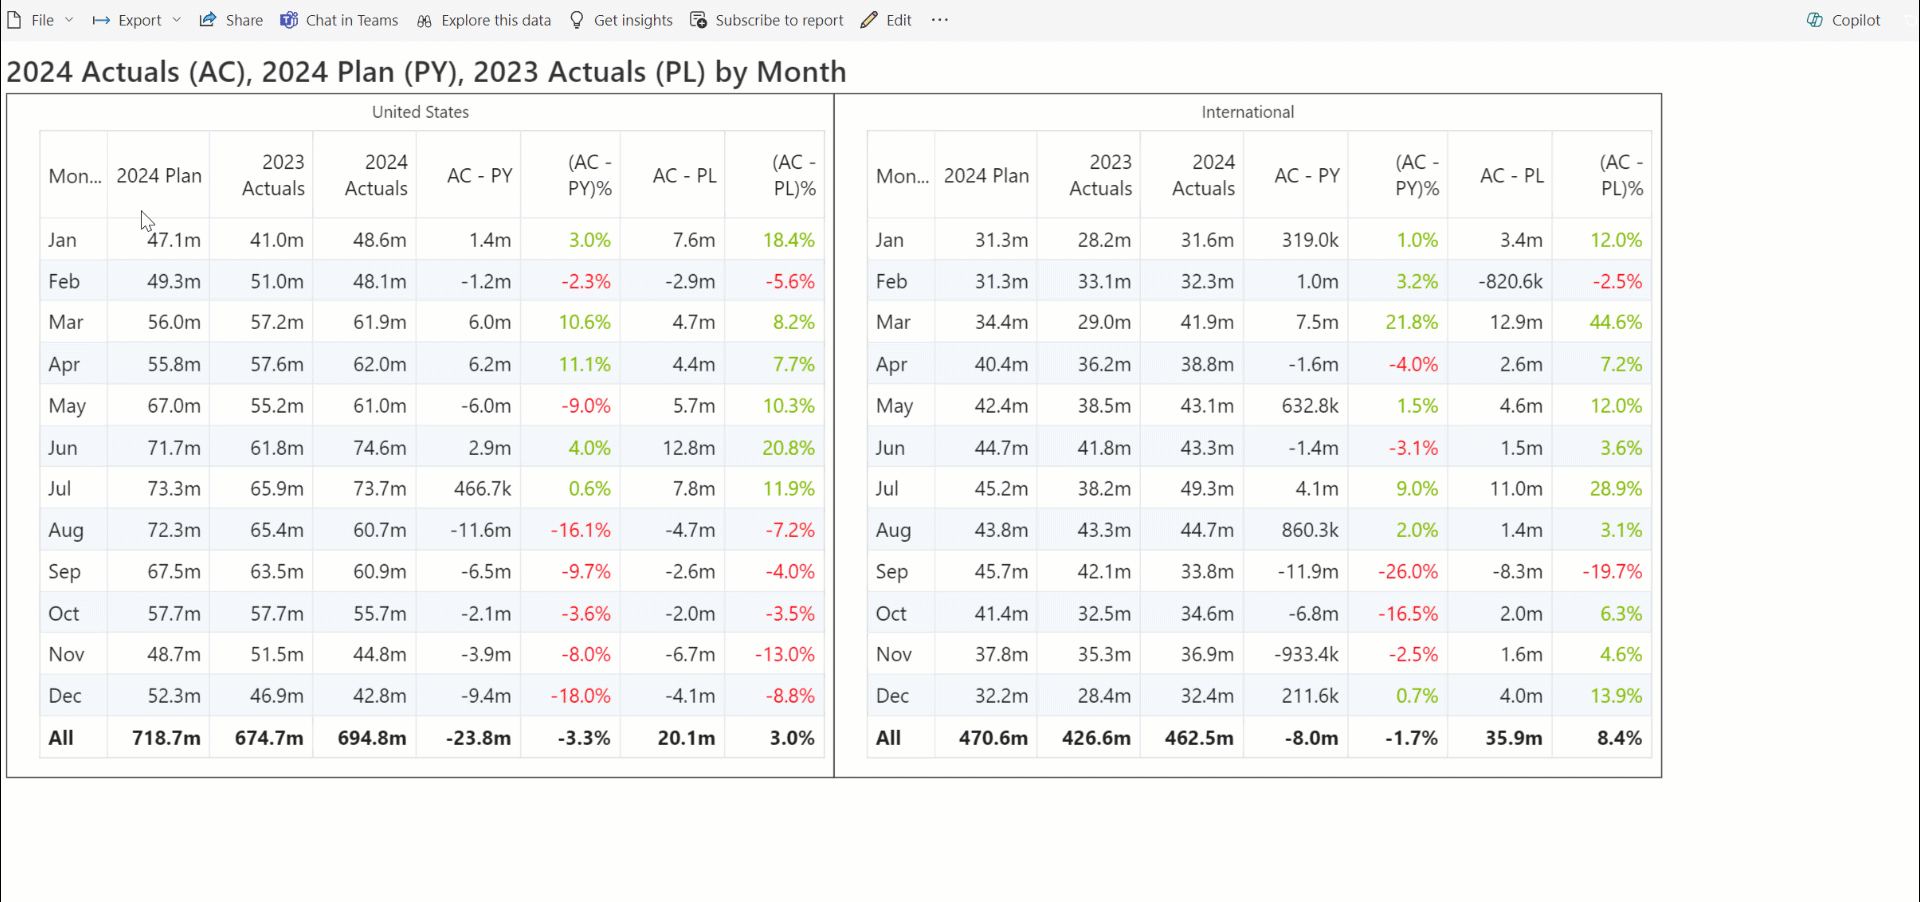 File Export Share Chat in Teams Explore this data Get insights Subscribe to report Edit ··· Copilot
2024 Actuals (AC), 2024 Plan (PY), 2023 Actuals (PL) by Month
United States
Mon... 2024 Plan 2023 Actuals 2024 Actuals AC - PY (AC - PY)% AC - PL (AC - PL)%
Jan 47.1m 41.0m 48.6m 1.4m 3.0% 7.6m 18.4%
Feb 49.3m 51.0m 48.1m -1.2m -2.3% -2.9m -5.6%
Mar 56.0m 57.2m 61.9m 6.0m 10.6% 4.7m 8.2%
Apr 55.8m 57.6m 62.0m 6.2m 11.1% 4.4m 7.7%
May 67.0m 55.2m 61.0m -6.0m -9.0% 5.7m 10.3%
Jun 71.7m 61.8m 74.6m 2.9m 4.0% 12.8m 20.8%
Jul 73.3m 65.9m 73.7m 466.7k 0.6% 7.8m 11.9%
Aug 72.3m 65.4m 60.7m -11.6m -16.1% -4.7m -7.2%
Sep 67.5m 63.5m 60.9m -6.5m -9.7% -2.6m -4.0%
Oct 57.7m 57.7m 55.7m -2.1m -3.6% -2.0m -3.5%
Nov 48.7m 51.5m 44.8m -3.9m -8.0% -6.7m -13.0%
Dec 52.3m 46.9m 42.8m -9.4m -18.0% -4.1m -8.8%
All 718.7m 674.7m 694.8m -23.8m -3.3% 20.1m 3.0%
International
Mon... 2024 Plan 2023 Actuals 2024 Actuals AC - PY (AC - PY)% AC - PL (AC - PL)%
Jan 31.3m 28.2m 31.6m 319.0k 1.0% 3.4m 12.0%
Feb 31.3m 33.1m 32.3m 1.0m 3.2% -820.6k -2.5%
Mar 34.4m 29.0m 41.9m 7.5m 21.8% 12.9m 44.6%
Apr 40.4m 36.2m 38.8m -1.6m -4.0% 2.6m 7.2%
May 42.4m 38.5m 43.1m 632.8k 1.5% 4.6m 12.0%
Jun 44.7m 41.8m 43.3m -1.4m -3.1% 1.5m 3.6%
Jul 45.2m 38.2m 49.3m 4.1m 9.0% 11.0m 28.9%
Aug 43.8m 43.3m 44.7m 860.3k 2.0% 1.4m 3.1%
Sep 45.7m 42.1m 33.8m -11.9m -26.0% -8.3m -19.7%
Oct 41.4m 32.5m 34.6m -6.8m -16.5% 2.0m 6.3%
Nov 37.8m 35.3m 36.9m -933.4k -2.5% 1.6m 4.6%
Dec 32.2m 28.4m 32.4m 211.6k 0.7% 4.0m 13.9%
All 470.6m 426.6m 462.5m -8.0m -1.7% 35.9m 8.4%